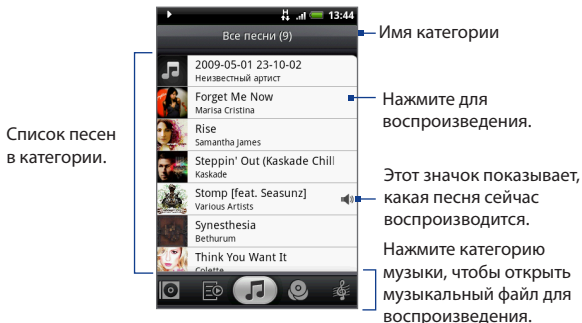 13:44
Все песни (9)
Имя категории
2009-05-01 23-10-02
Неизвестный артист
Forget Me Now
Marisa Cristina
Нажмите для
воспроизведения.
Rise
Samantha James
Список песен
в категории.
Steppin' Out (Kaskade Chill
Kaskade
Stomp [feat. Seasunz]
Various Artists
Этот значок показывает,
какая песня сейчас
воспроизводится.
Synesthesia
Bethurum
Think You Want It
Colette
Нажмите категорию
музыки, чтобы открыть
музыкальный файл для
воспроизведения.